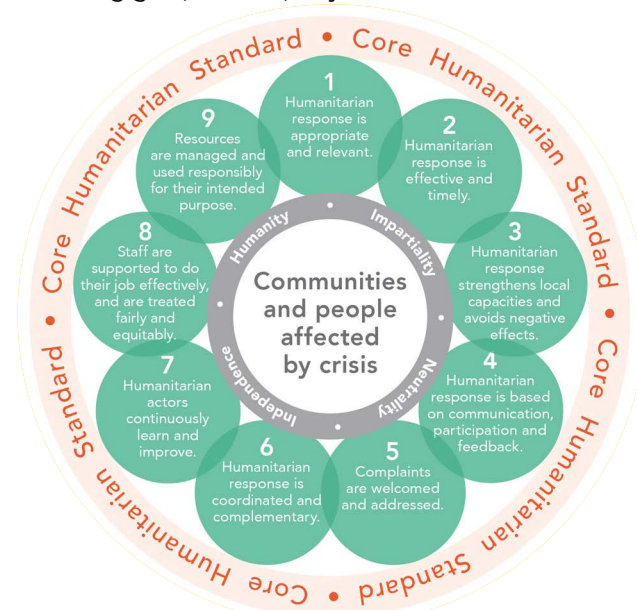 Core Humanitarian Standard • Core Humanitarian Standard • Core Humanitarian Standard • Core Humanitarian Standard •
1
Humanitarian
response is
appropriate
and relevant.
2
Humanitarian
response is
effective and
timely.
3
Humanitarian
response
strengthens local
capacities and
avoids negative
effects.
4
Humanitarian
response is based
on communication,
participation and
feedback.
5
Complaints
are welcomed
and addressed.
6
Humanitarian
response is
coordinated and
complementary.
7
Humanitarian
actors
continuously
learn and
improve.
8
Staff are
supported to do
their job effectively,
and are treated
fairly and
equitably.
9
Resources
are managed and
used responsibly
for their intended
purpose.
Humanity • Impartiality • Neutrality • Independence •
Communities
and people
affected
by crisis